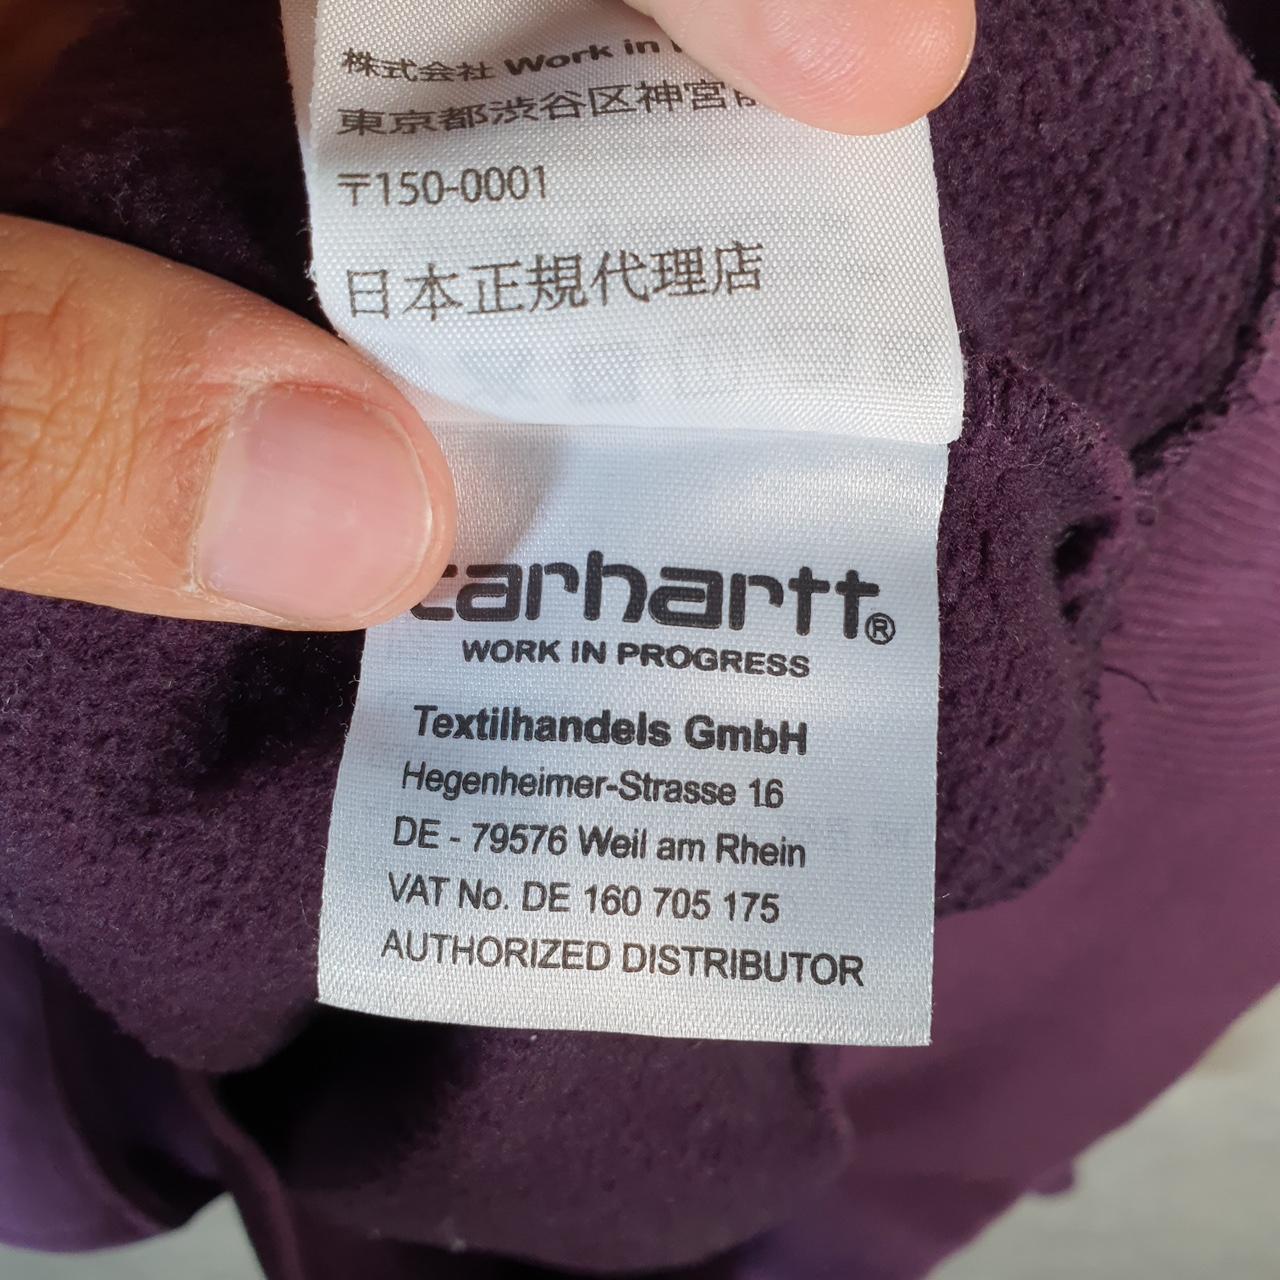 株式会社 Work in
東京都渋谷区神宮前
〒150-0001
日本正規代理店
carhartt®
WORK IN PROGRESS
Textilhandels GmbH
Hegenheimer-Strasse 16
DE - 79576 Weil am Rhein
VAT No. DE 160 705 175
AUTHORIZED DISTRIBUTOR